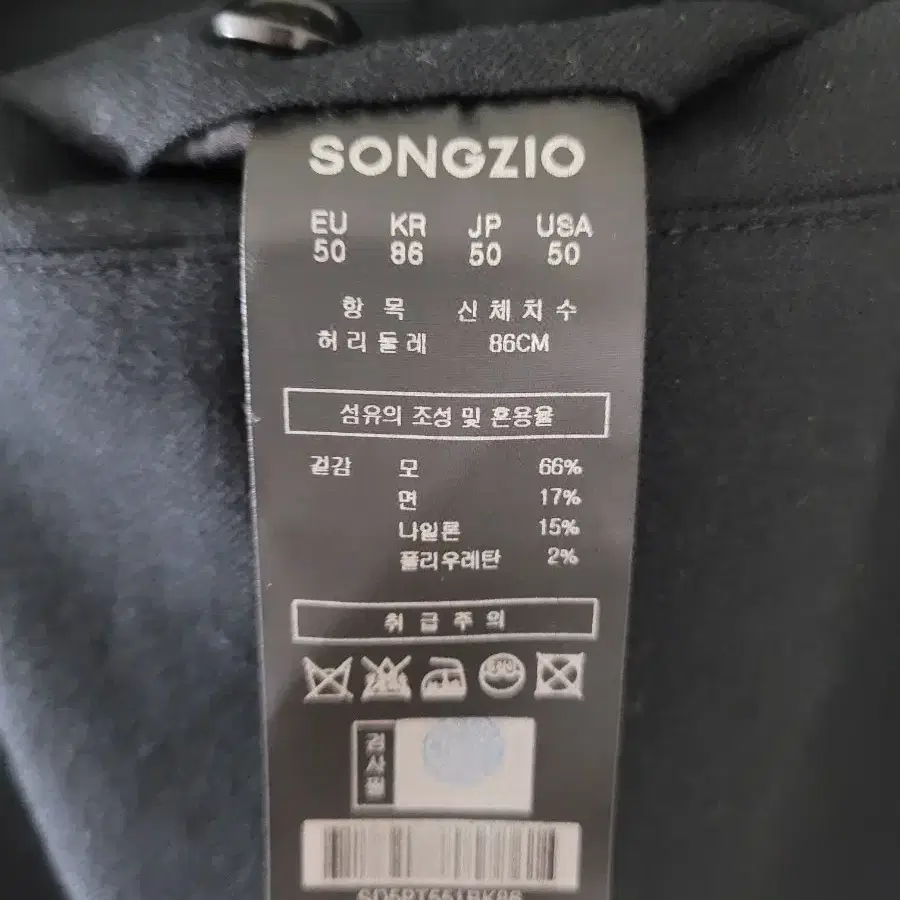 SONGZIO
EU KR JP USA
50 86 50 50
항 목 신 체 치 수
허 리 둘 레 86CM
섬유의 조성 및 혼용율
겉감 모 66%
면 17%
나일론 15%
폴리우레탄 2%
취 급 주 의
검사필